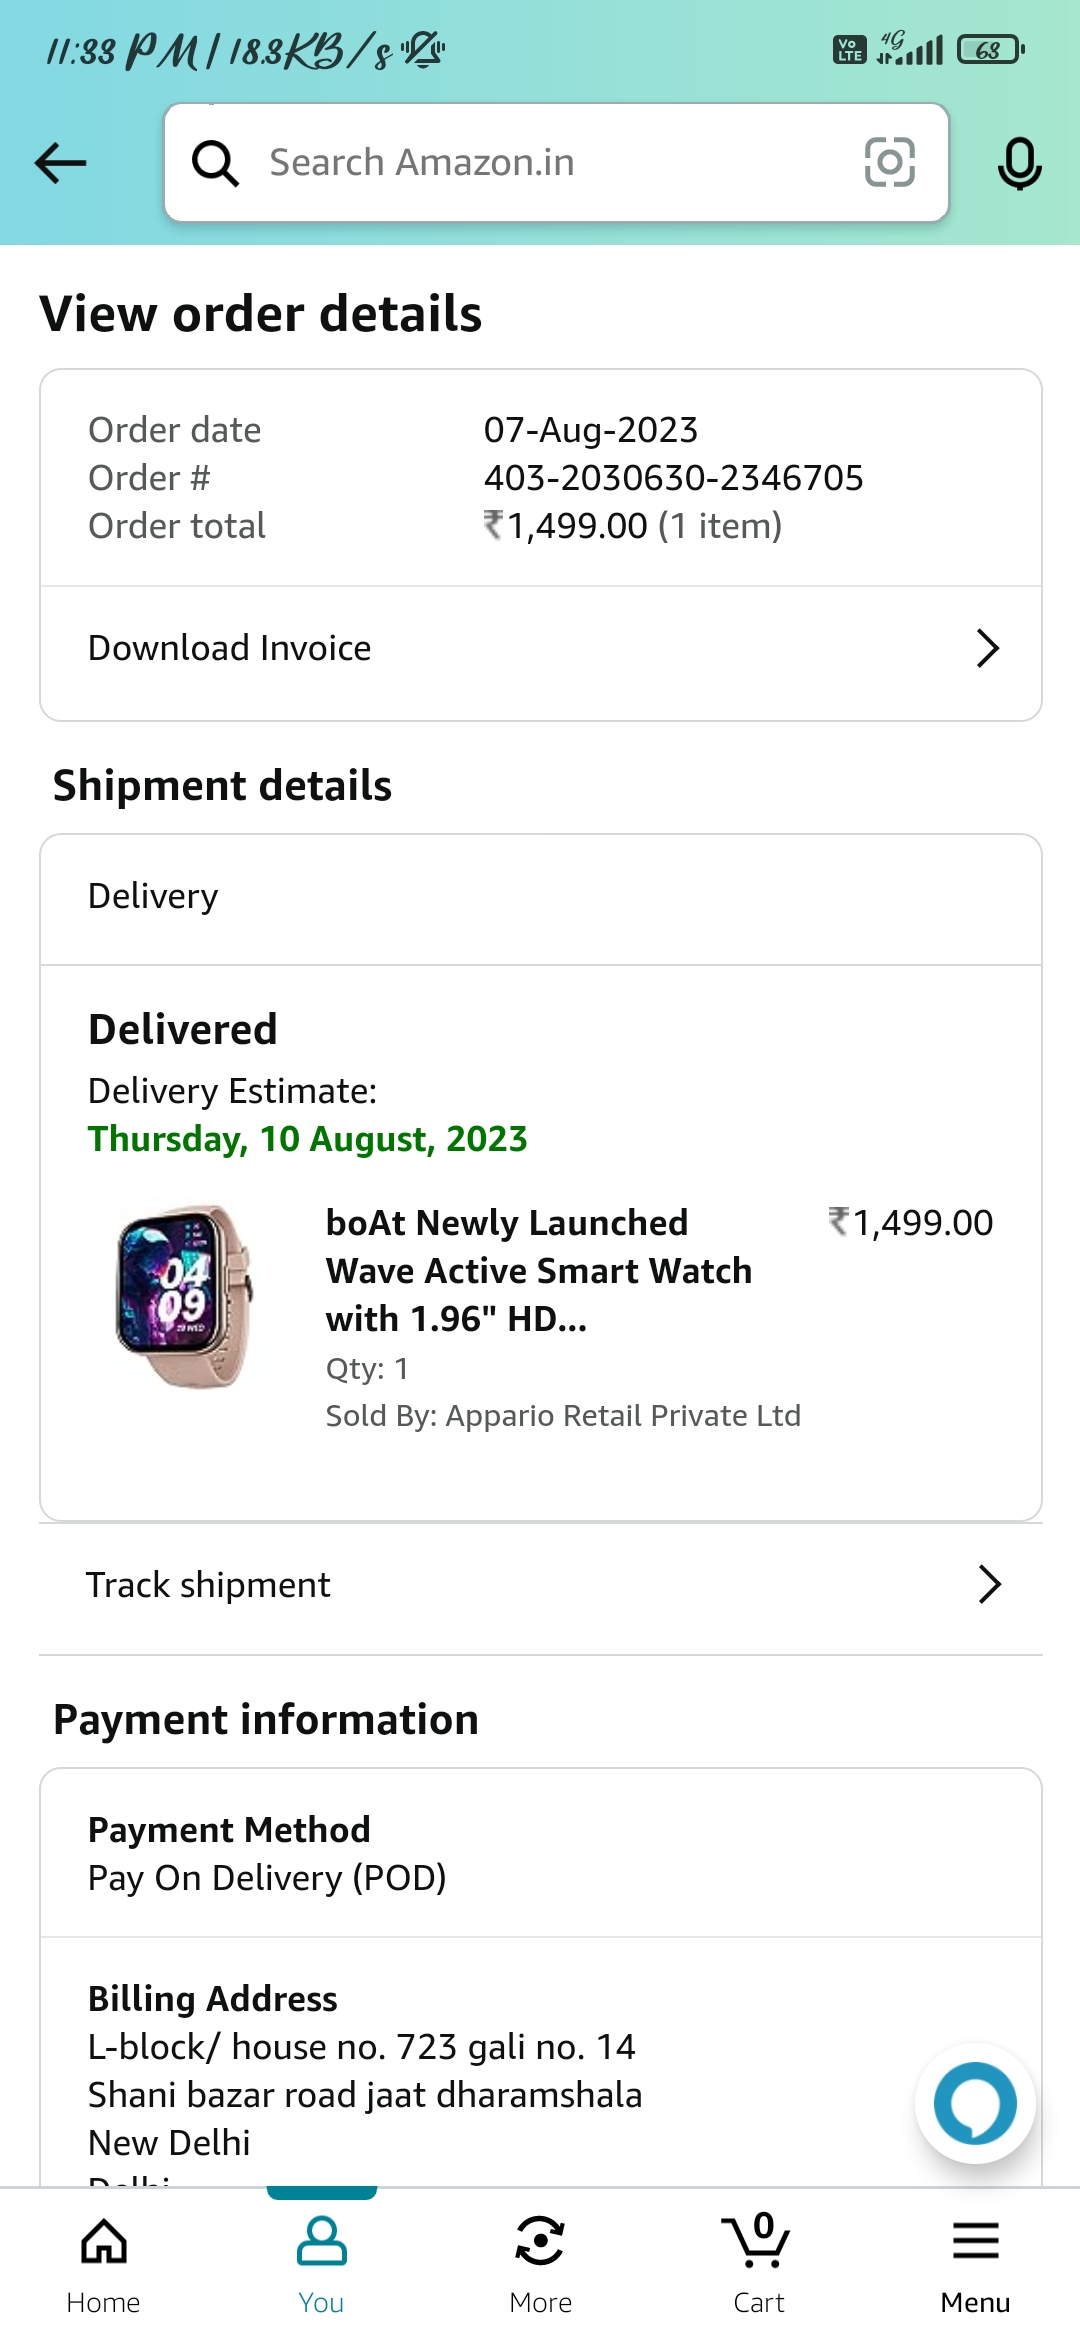 11:33 PM | 183KB/s
Vo LTE 4G 63
Search Amazon.in
View order details
Order date 07-Aug-2023
Order # 403-2030630-2346705
Order total ₹1,499.00 (1 item)
Download Invoice
Shipment details
Delivery
Delivered
Delivery Estimate:
Thursday, 10 August, 2023
boAt Newly Launched ₹1,499.00
Wave Active Smart Watch
with 1.96" HD...
04
09
Qty: 1
Sold By: Appario Retail Private Ltd
Track shipment
Payment information
Payment Method
Pay On Delivery (POD)
Billing Address
L-block/ house no. 723 gali no. 14
Shani bazar road jaat dharamshala
New Delhi
Delhi
0
Home You More Cart Menu